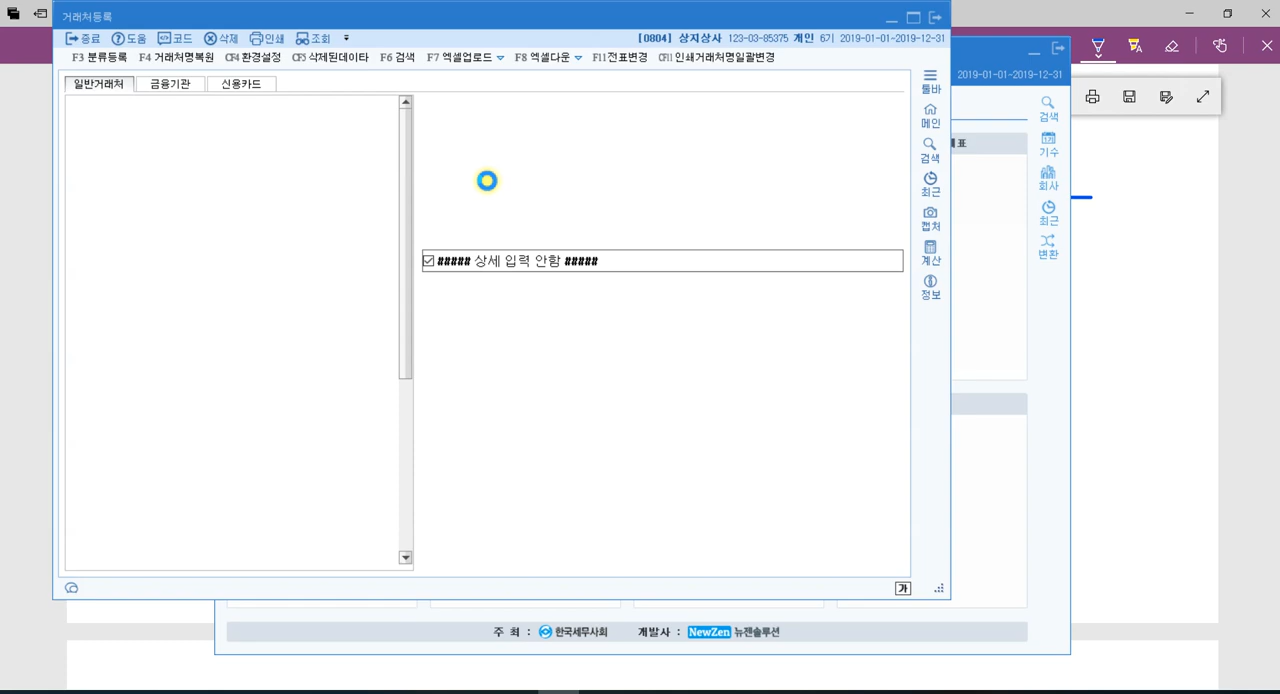 거래처등록
종료 도움 코드 삭제 인쇄 조회 [0804] 상지상사 123-03-85375 개인 6기 2019-01-01~2019-12-31
F3 분류등록 F4 거래처명복원 CF4 환경설정 CF5 삭제된데이타 F6 검색 F7 엑셀업로드 F8 엑셀다운 F11 전표변경 CF11 인쇄거래처명일괄변경
2019-01-01~2019-12-31
일반거래처 금융기관 신용카드
툴바
메인
검색
최근
캡처
계산
정보
검색
기수
회사
최근
변환
표
##### 상세 입력 안함 #####
가
주 최 : 한국세무사회 개발사 : NewZen 뉴젠솔루션